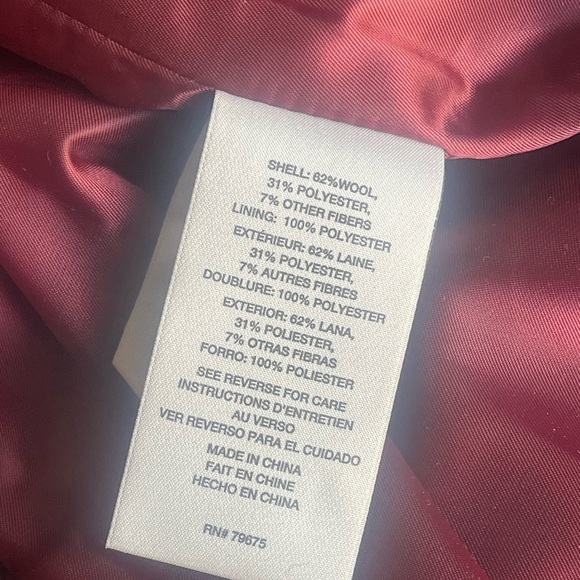 SHELL: 62%WOOL,
31% POLYESTER,
7% OTHER FIBERS
LINING: 100% POLYESTER
EXTÉRIEUR: 62% LAINE,
31% POLYESTER,
7% AUTRES FIBRES
DOUBLURE: 100% POLYESTER
EXTERIOR: 62% LANA,
31% POLIESTER,
7% OTRAS FIBRAS
FORRO: 100% POLIESTER
SEE REVERSE FOR CARE
INSTRUCTIONS D'ENTRETIEN
AU VERSO
VER REVERSO PARA EL CUIDADO
MADE IN CHINA
FAIT EN CHINE
HECHO EN CHINA
RN# 79675